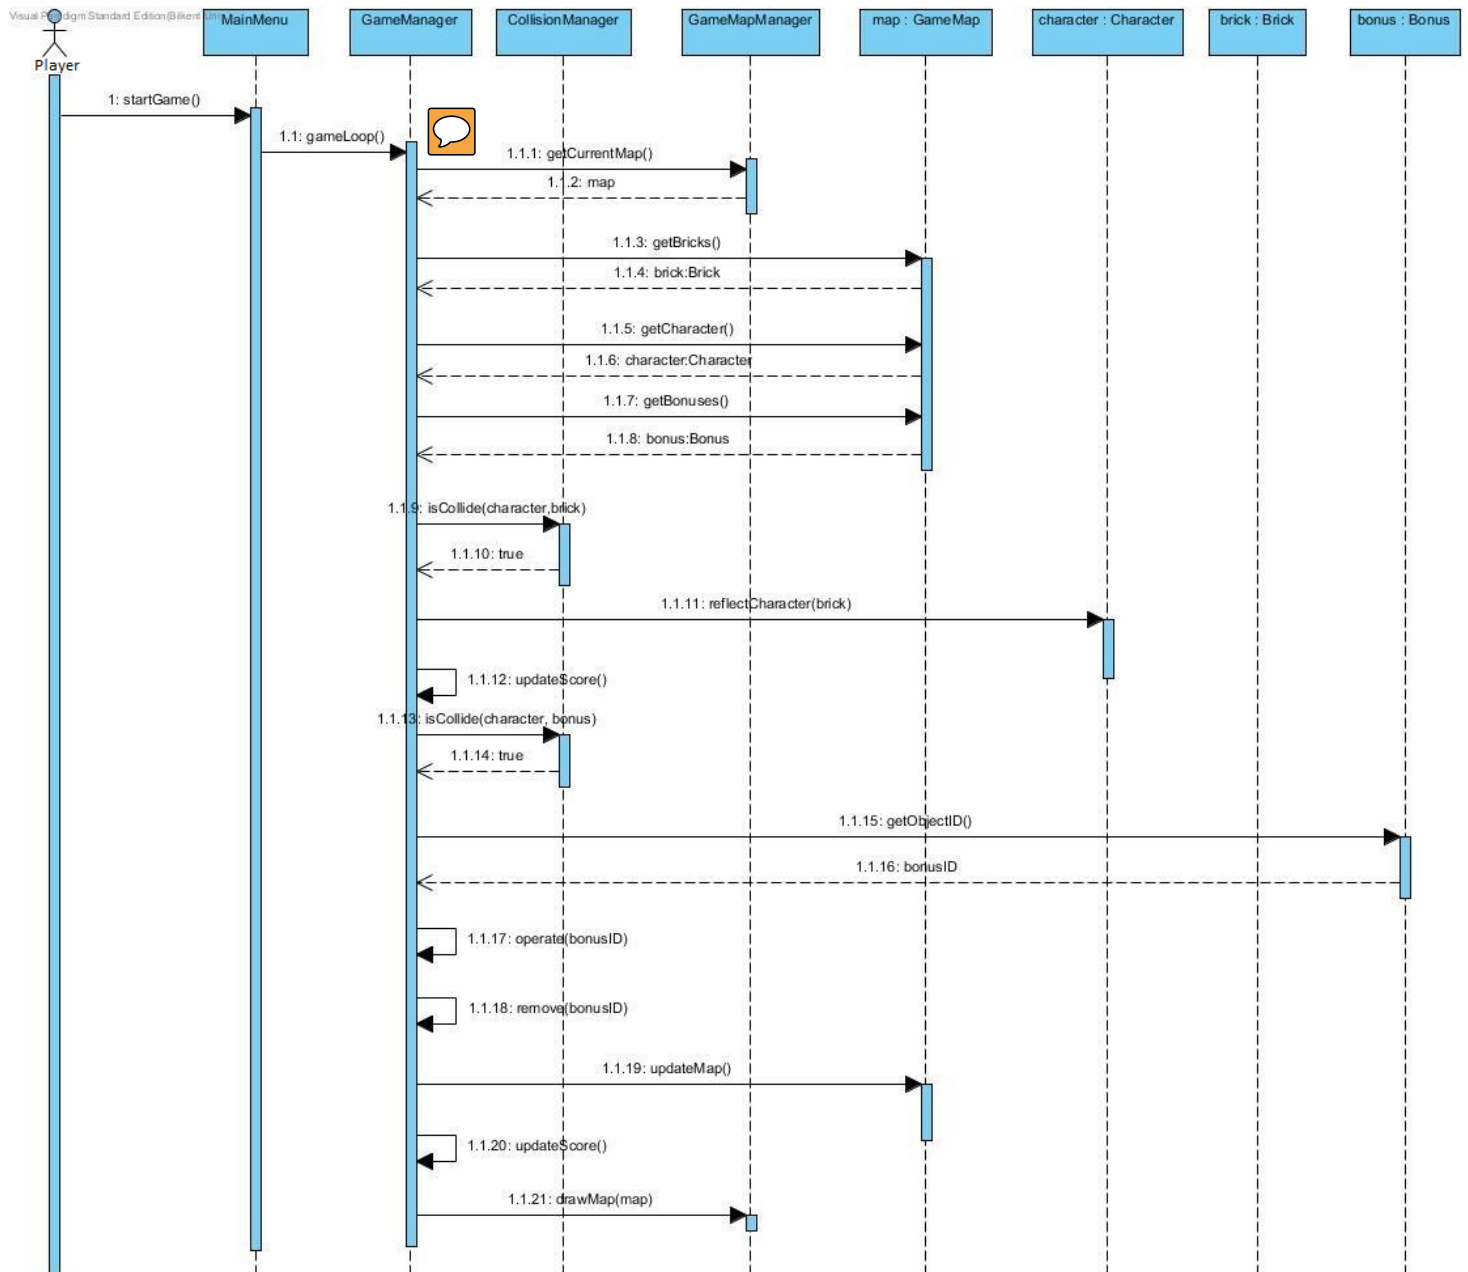 Visual Paradigm Standard Edition(Bilkent Univ
Player
MainMenu
GameManager
CollisionManager
GameMapManager
map : GameMap
character : Character
brick : Brick
bonus : Bonus
1: startGame()
1.1: gameLoop()
1.1.1: getCurrentMap()
1.1.2: map
1.1.3: getBricks()
1.1.4: brick:Brick
1.1.5: getCharacter()
1.1.6: character:Character
1.1.7: getBonuses()
1.1.8: bonus:Bonus
1.1.9: isCollide(character,brick)
1.1.10: true
1.1.11: reflectCharacter(brick)
1.1.12: updateScore()
1.1.13: isCollide(character, bonus)
1.1.14: true
1.1.15: getObjectID()
1.1.16: bonusID
1.1.17: operate(bonusID)
1.1.18: remove(bonusID)
1.1.19: updateMap()
1.1.20: updateScore()
1.1.21: drawMap(map)